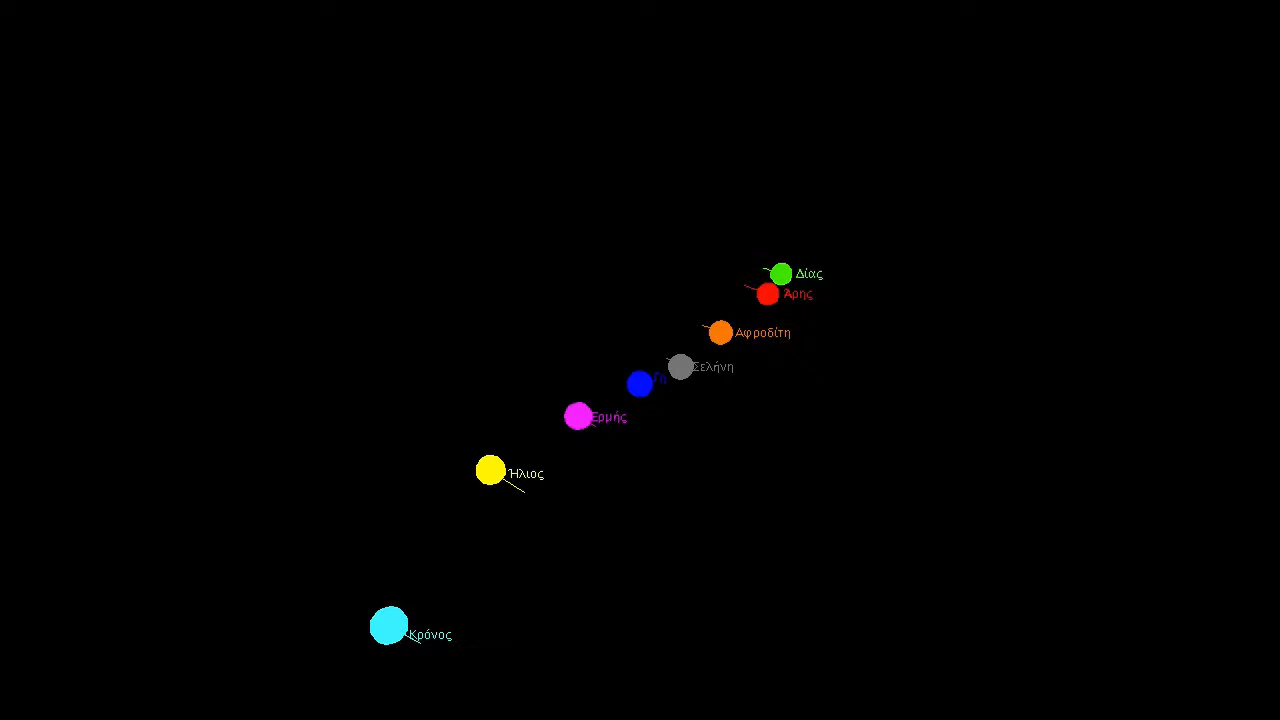 Δίας
Άρης
Αφροδίτη
Σελήνη
Γη
Ερμής
Ήλιος
Κρόνος